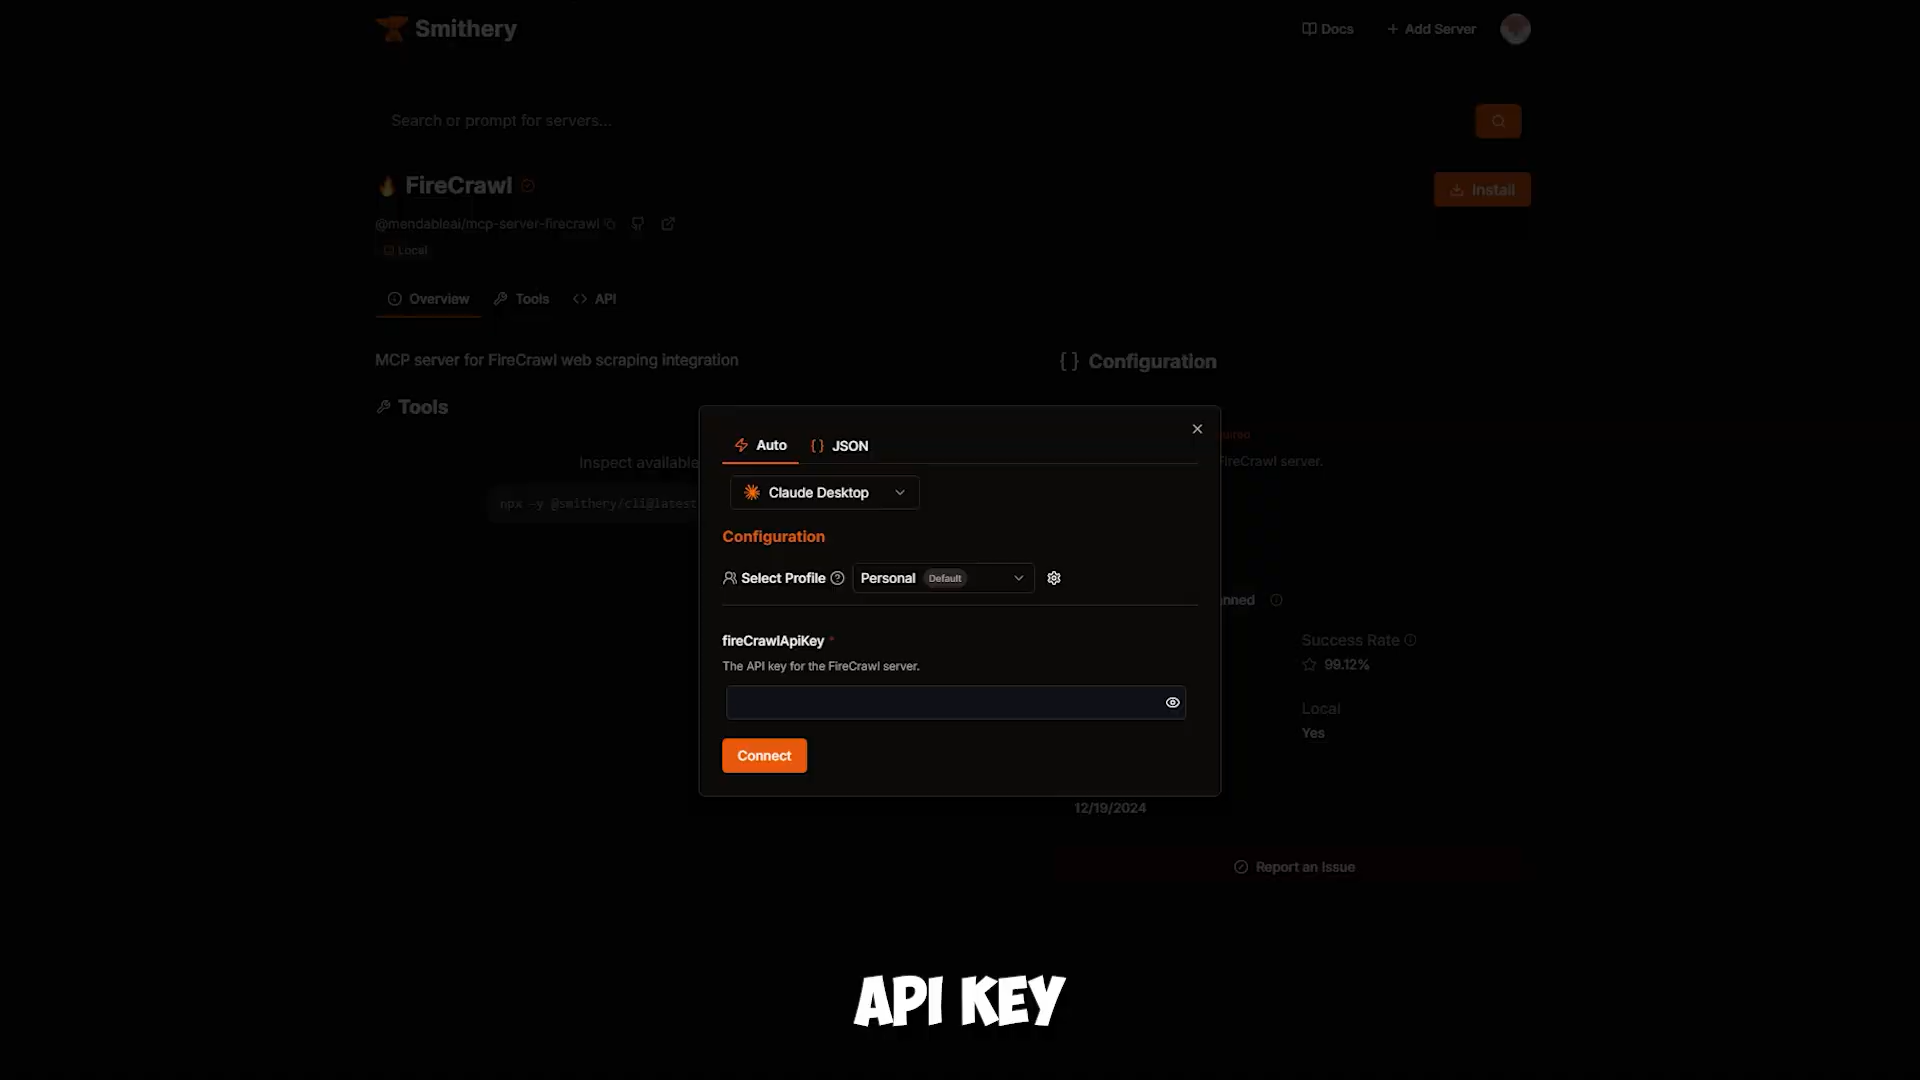 Smithery
Docs
+ Add Server
Search or prompt for servers...
FireCrawl
Install
@mendableai/mcp-server-firecrawl
Local
Overview
Tools
<> API
MCP server for FireCrawl web scraping integration
{ } Configuration
Tools
Inspect available
npx -y @smithery/cli@latest
FireCrawl server.
Success Rate
99.12%
Local
Yes
12/19/2024
Report an Issue
Auto
{ } JSON
Claude Desktop
Configuration
Select Profile
Personal Default
fireCrawlApiKey *
The API key for the FireCrawl server.
Connect
API KEY